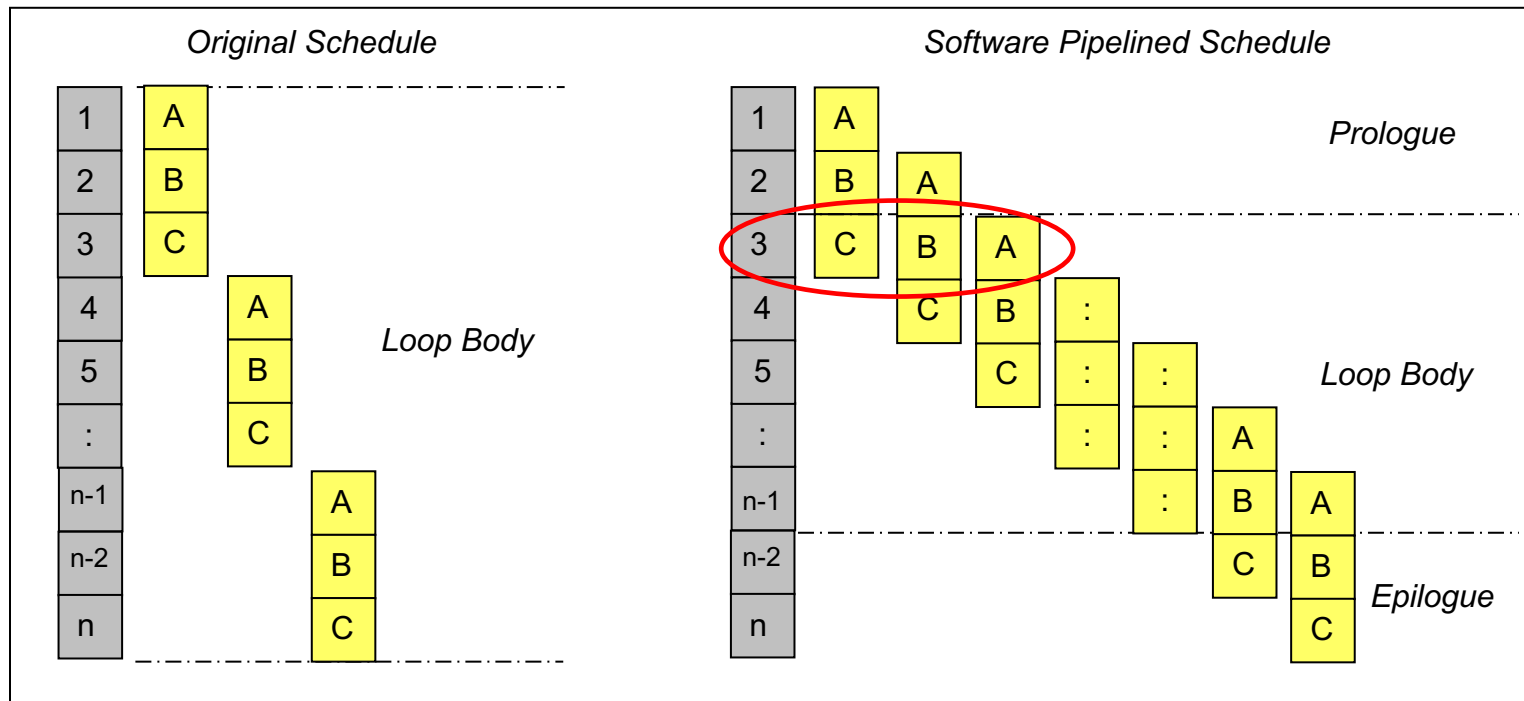 Original Schedule Software Pipelined Schedule
1 A 1 A Prologue
2 B 2 B A
3 C 3 C B A
4 A 4 C B :
Loop Body
5 B 5 C : : Loop Body
: C : : : A
n-1 A n-1 : B A
n-2 B n-2 C B
Epilogue
n C n C